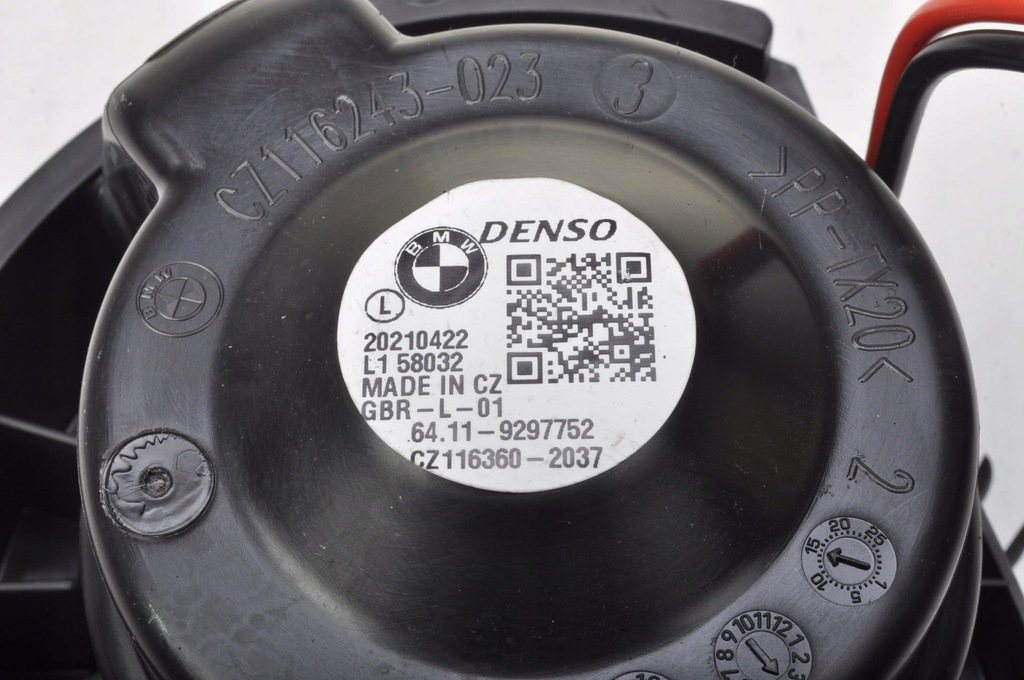 CZ116243-023
3
>PP-TX20<
BMW
DENSO
BMW
L
20210422
L1 58032
MADE IN CZ
GBR-L-01
64.11-9297752
CZ116360-2037
2
1 5 10 15 20 25
7 8 9 10 11 12 1 2 3